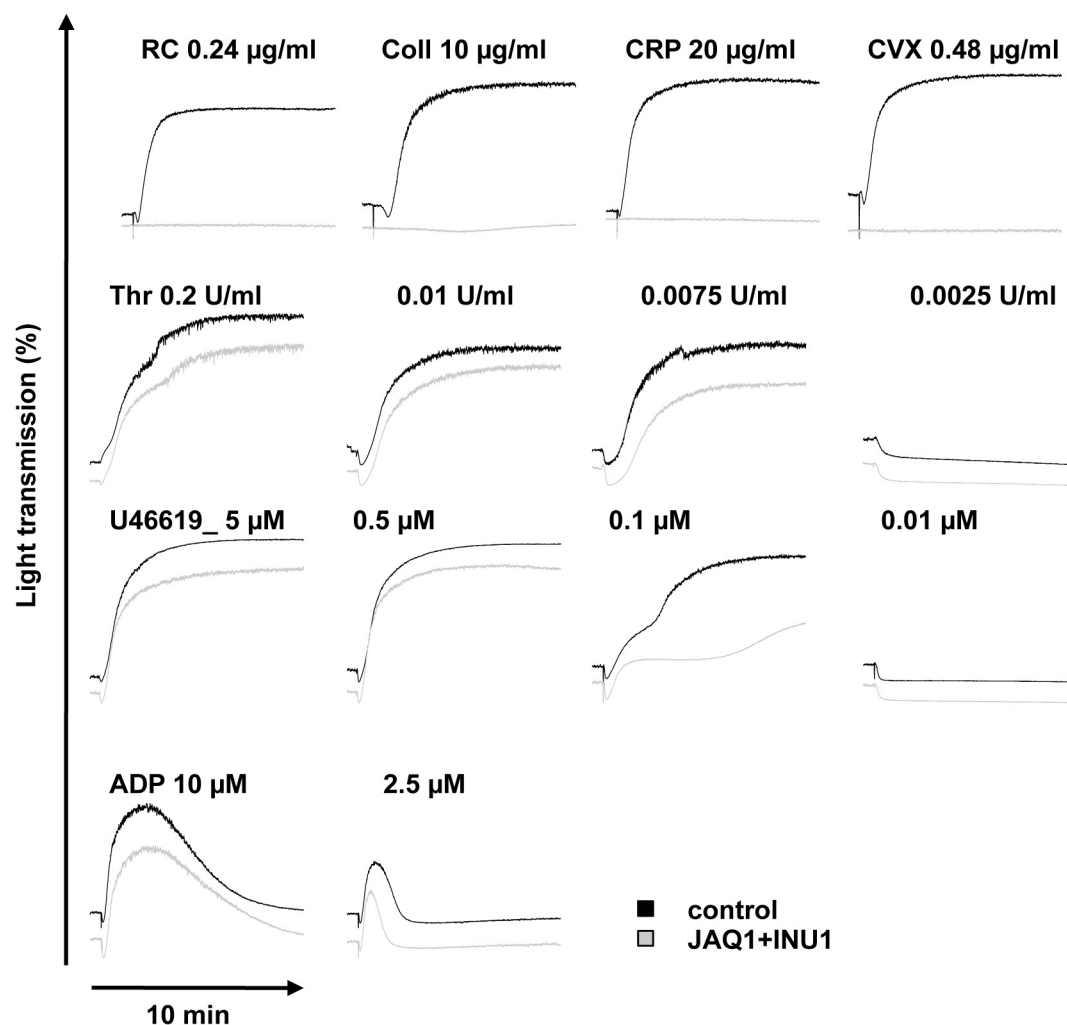 RC 0.24 µg/ml Coll 10 µg/ml CRP 20 µg/ml CVX 0.48 µg/ml
Thr 0.2 U/ml 0.01 U/ml 0.0075 U/ml 0.0025 U/ml
Light transmission (%)
U46619_ 5 µM 0.5 µM 0.1 µM 0.01 µM
ADP 10 µM 2.5 µM
control
JAQ1+INU1
10 min